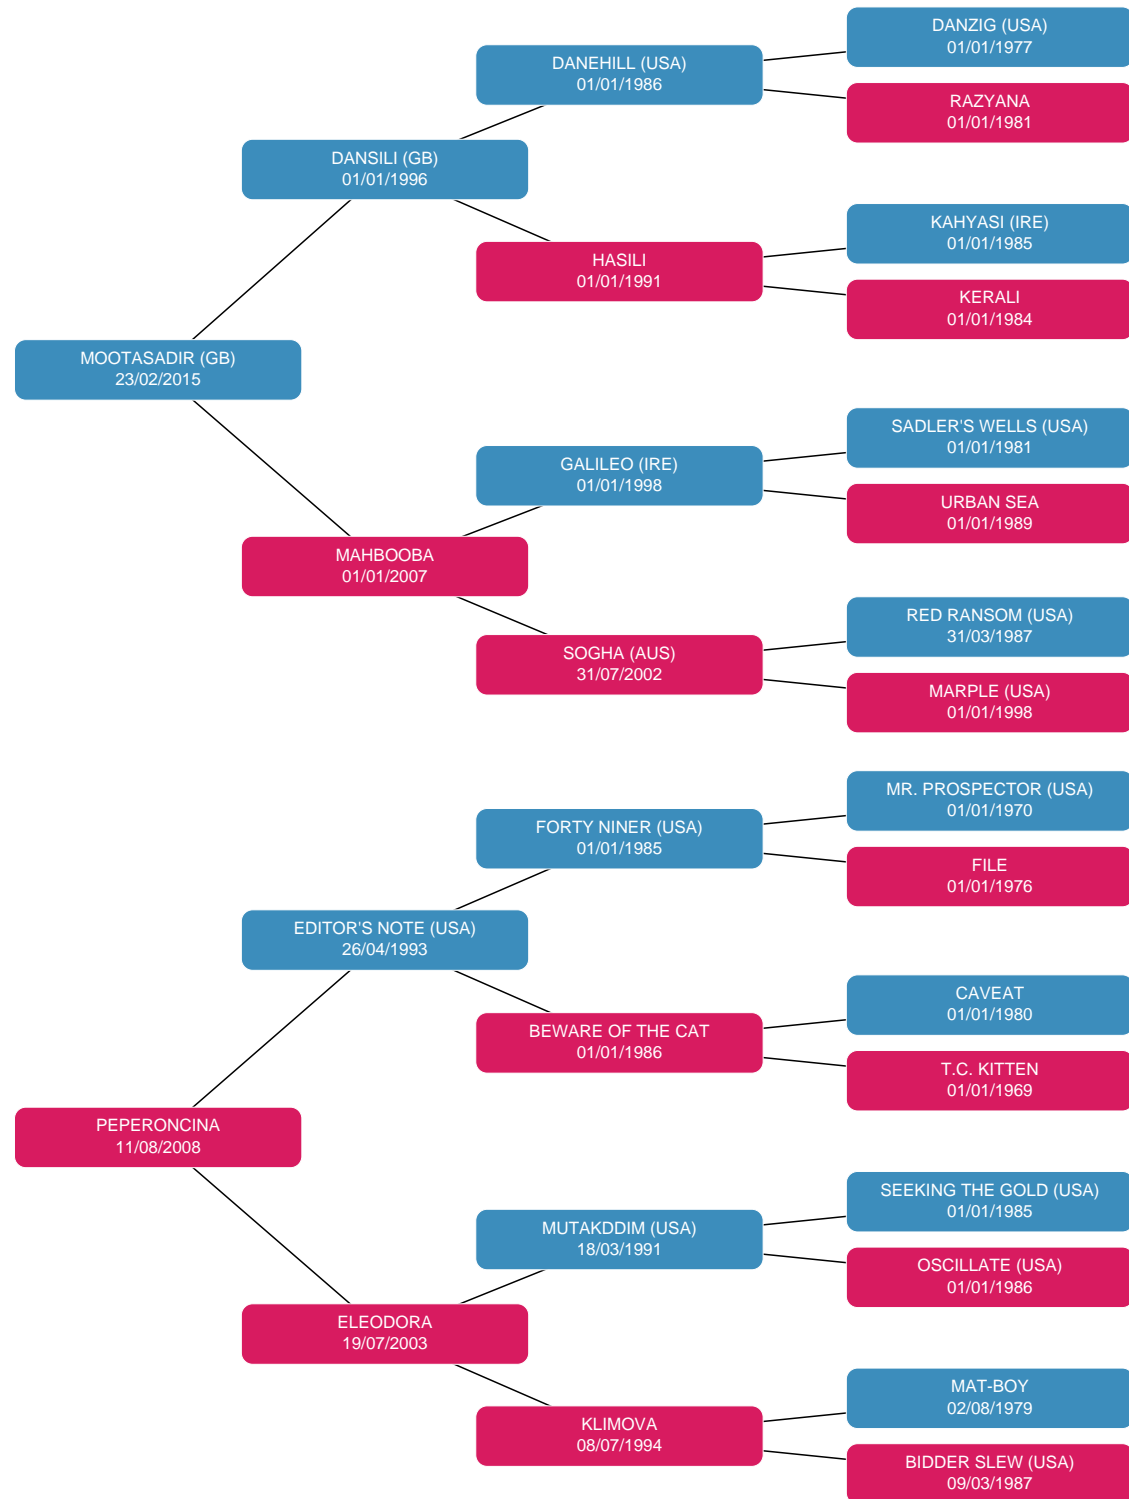 DANZIG (USA)
01/01/1977
DANEHILL (USA)
01/01/1986
RAZYANA
01/01/1981
DANSILI (GB)
01/01/1996
KAHYASI (IRE)
01/01/1985
HASILI
01/01/1991
KERALI
01/01/1984
MOOTASADIR (GB)
23/02/2015
SADLER'S WELLS (USA)
01/01/1981
GALILEO (IRE)
01/01/1998
URBAN SEA
01/01/1989
MAHBOOBA
01/01/2007
RED RANSOM (USA)
31/03/1987
SOGHA (AUS)
31/07/2002
MARPLE (USA)
01/01/1998
MR. PROSPECTOR (USA)
01/01/1970
FORTY NINER (USA)
01/01/1985
FILE
01/01/1976
EDITOR'S NOTE (USA)
26/04/1993
CAVEAT
01/01/1980
BEWARE OF THE CAT
01/01/1986
T.C. KITTEN
01/01/1969
PEPERONCINA
11/08/2008
SEEKING THE GOLD (USA)
01/01/1985
MUTAKDDIM (USA)
18/03/1991
OSCILLATE (USA)
01/01/1986
ELEODORA
19/07/2003
MAT-BOY
02/08/1979
KLIMOVA
08/07/1994
BIDDER SLEW (USA)
09/03/1987